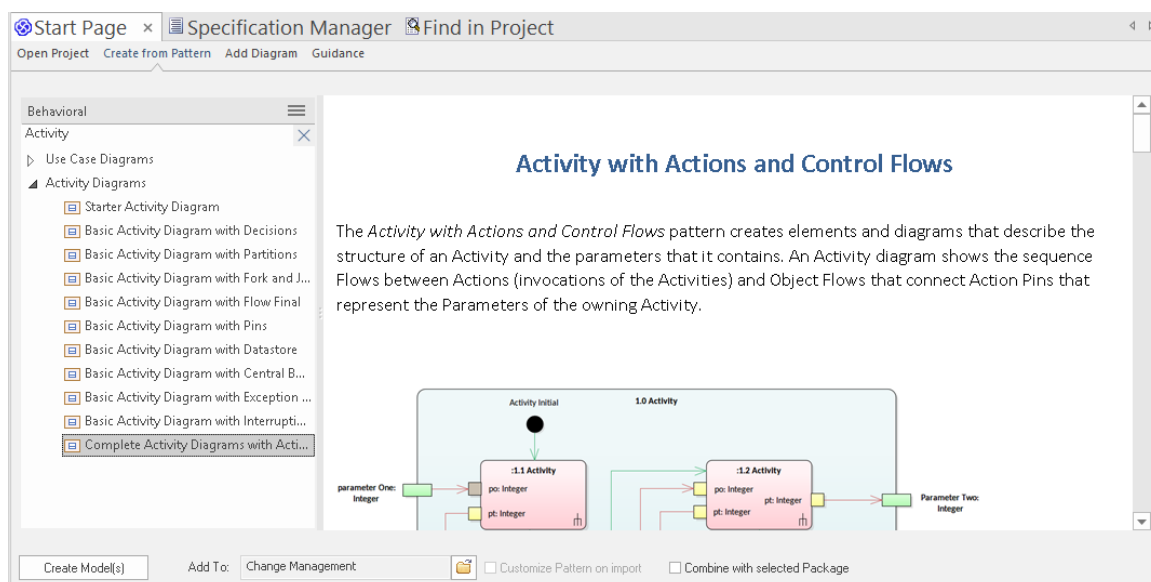 Start Page × Specification Manager Find in Project
Open Project Create from Pattern Add Diagram Guidance
Behavioral
Activity
Use Case Diagrams
Activity Diagrams
Starter Activity Diagram
Basic Activity Diagram with Decisions
Basic Activity Diagram with Partitions
Basic Activity Diagram with Fork and J...
Basic Activity Diagram with Flow Final
Basic Activity Diagram with Pins
Basic Activity Diagram with Datastore
Basic Activity Diagram with Central B...
Basic Activity Diagram with Exception ...
Basic Activity Diagram with Interrupti...
Complete Activity Diagrams with Acti...
Activity with Actions and Control Flows
The Activity with Actions and Control Flows pattern creates elements and diagrams that describe the
structure of an Activity and the parameters that it contains. An Activity diagram shows the sequence
Flows between Actions (invocations of the Activities) and Object Flows that connect Action Pins that
represent the Parameters of the owning Activity.
Activity Initial
1.0 Activity
parameter One:
Integer
:1.1 Activity
po: Integer
pt: Integer
:1.2 Activity
po: Integer
pt: Integer
pt: Integer
Parameter Two:
Integer
Create Model(s) Add To: Change Management Customize Pattern on import Combine with selected Package